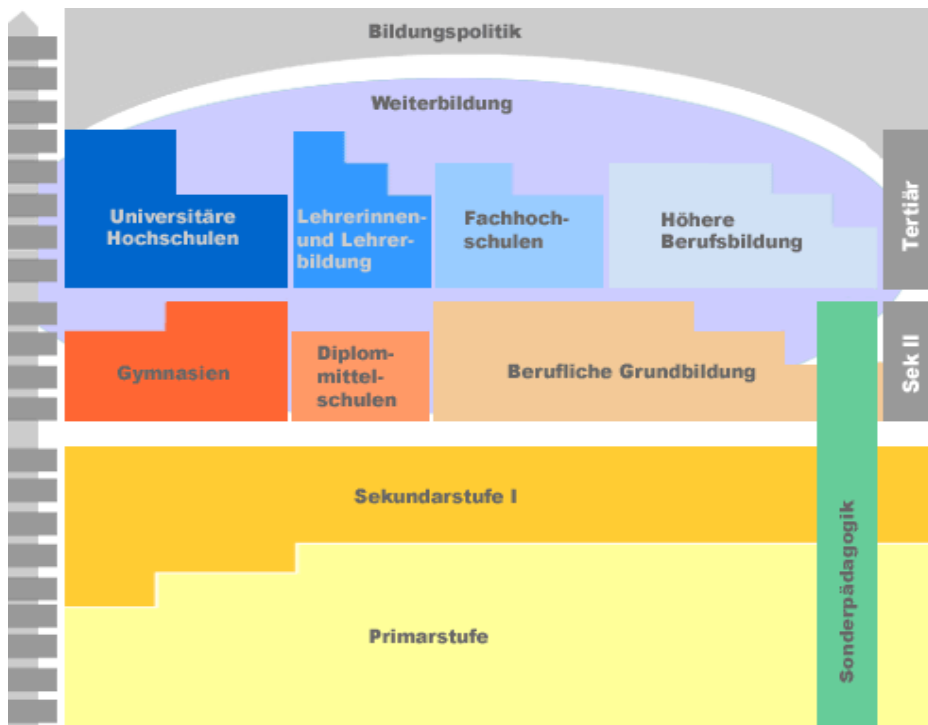 Bildungspolitik
Weiterbildung
Universitäre
Hochschulen
Lehrerinnen-
und Lehrer-
bildung
Fachhoch-
schulen
Höhere
Berufsbildung
Tertiär
Gymnasien
Diplom-
mittel-
schulen
Berufliche Grundbildung
Sek II
Sekundarstufe I
Primarstufe
Sonderpädagogik